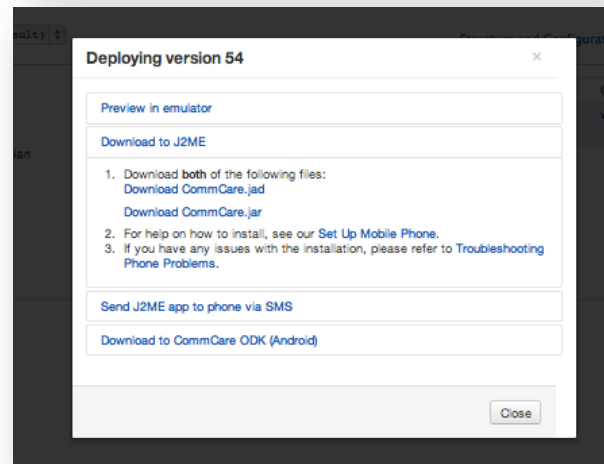 Deploying version 54
×
Preview in emulator
Download to J2ME
1. Download both of the following files:
Download CommCare.jad
Download CommCare.jar
2. For help on how to install, see our Set Up Mobile Phone.
3. If you have any issues with the installation, please refer to Troubleshooting
Phone Problems.
Send J2ME app to phone via SMS
Download to CommCare ODK (Android)
Close